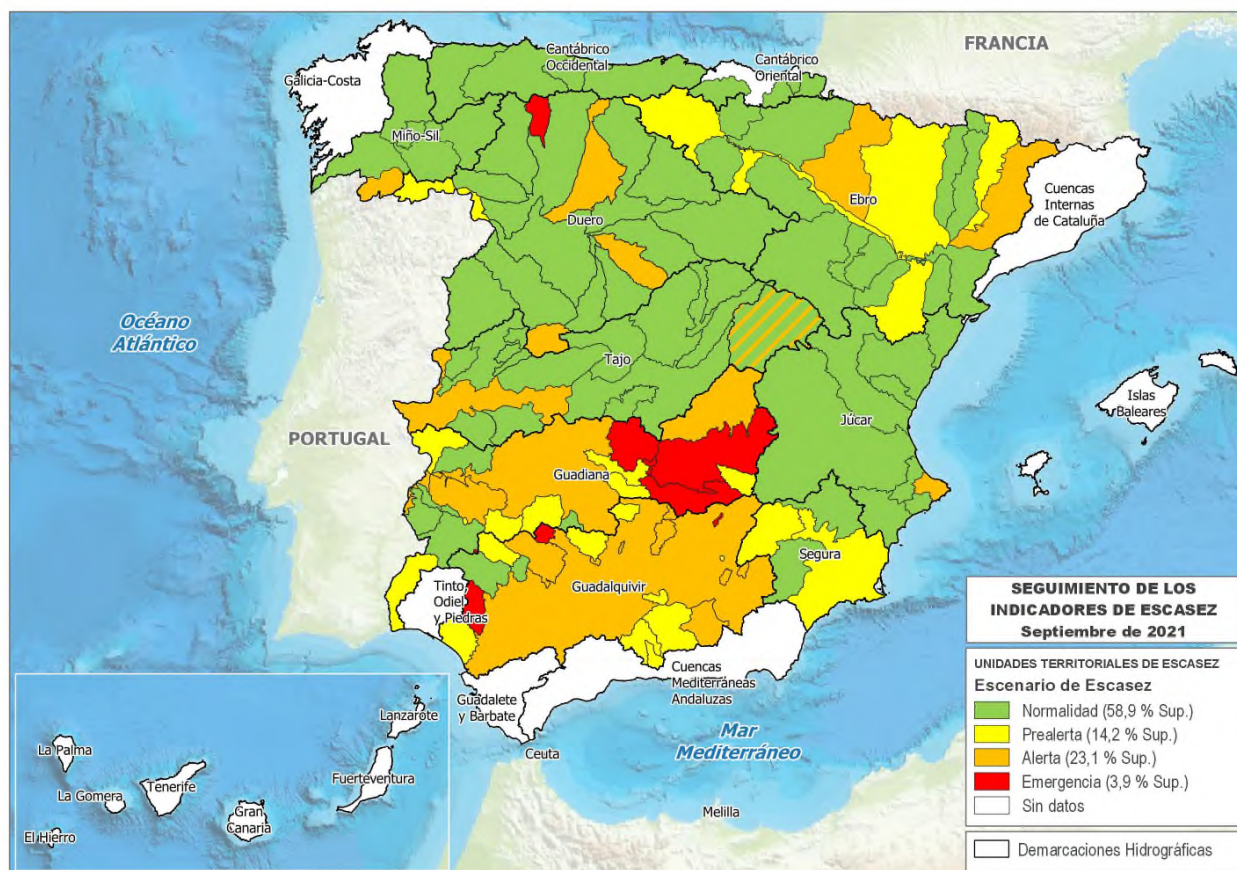 FRANCIA
Cantábrico
Occidental
Cantábrico
Oriental
Galicia-Costa
Miño-Sil
Ebro
Cuencas
Internas
de Cataluña
Duero
Océano
Atlántico
Tajo
Islas
Baleares
Júcar
PORTUGAL
Guadiana
Segura
Tinto
Odiel
y Piedras
Guadalquivir
Cuencas
Mediterráneas
Andaluzas
Guadalete
y Barbate
Mar
Mediterráneo
Ceuta
Melilla
Lanzarote
La Palma
Fuerteventura
Tenerife
La Gomera
Gran
Canaria
El Hierro
SEGUIMIENTO DE LOS
INDICADORES DE ESCASEZ
Septiembre de 2021
UNIDADES TERRITORIALES DE ESCASEZ
Escenario de Escasez
Normalidad (58,9 % Sup.)
Prealerta (14,2 % Sup.)
Alerta (23,1 % Sup.)
Emergencia (3,9 % Sup.)
Sin datos
Demarcaciones Hidrográficas